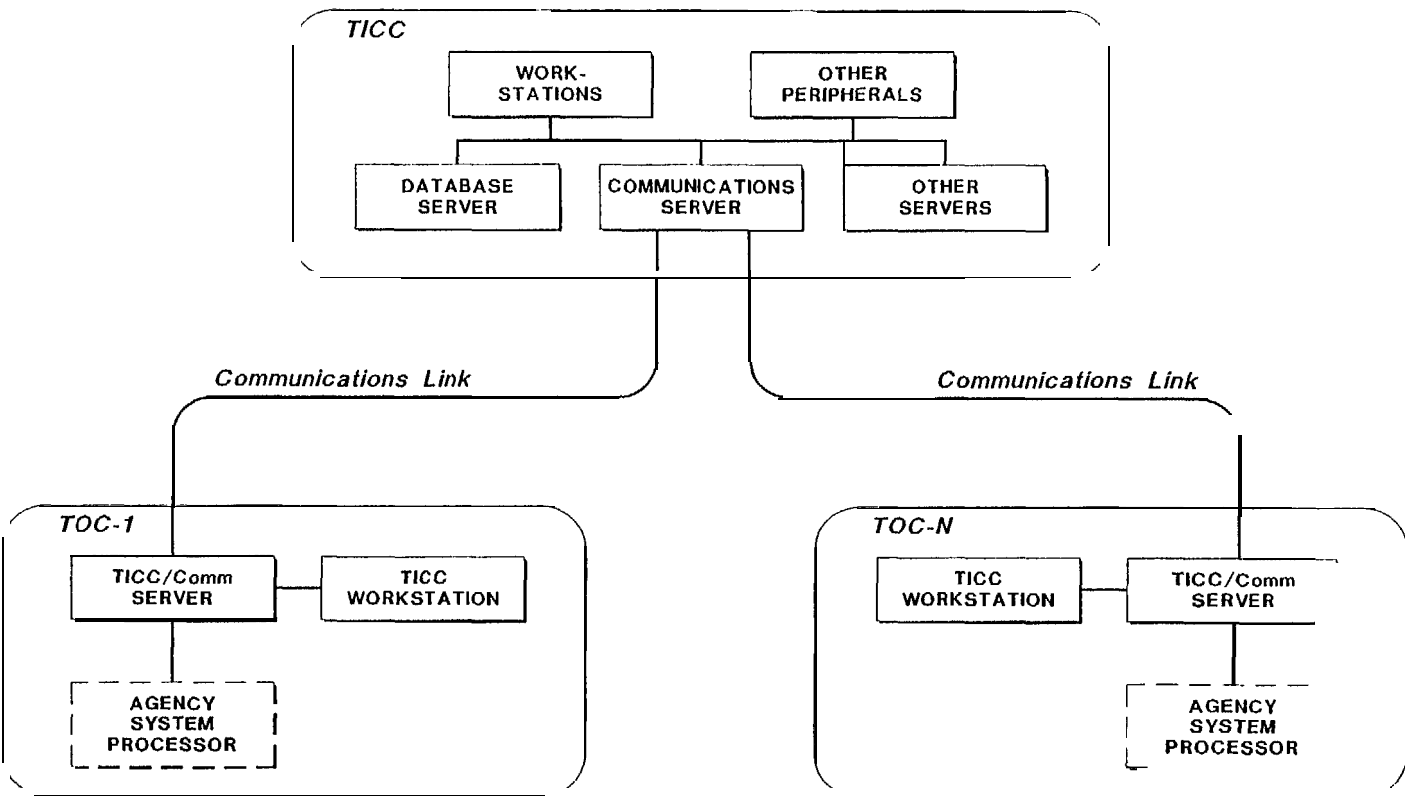 TICC
WORK-
STATIONS
OTHER
PERIPHERALS
DATABASE
SERVER
COMMUNICATIONS
SERVER
OTHER
SERVERS
Communications Link
Communications Link
TOC-1
TICC/Comm
SERVER
TICC
WORKSTATION
AGENCY
SYSTEM
PROCESSOR
TOC-N
TICC
WORKSTATION
TICC/Comm
SERVER
AGENCY
SYSTEM
PROCESSOR